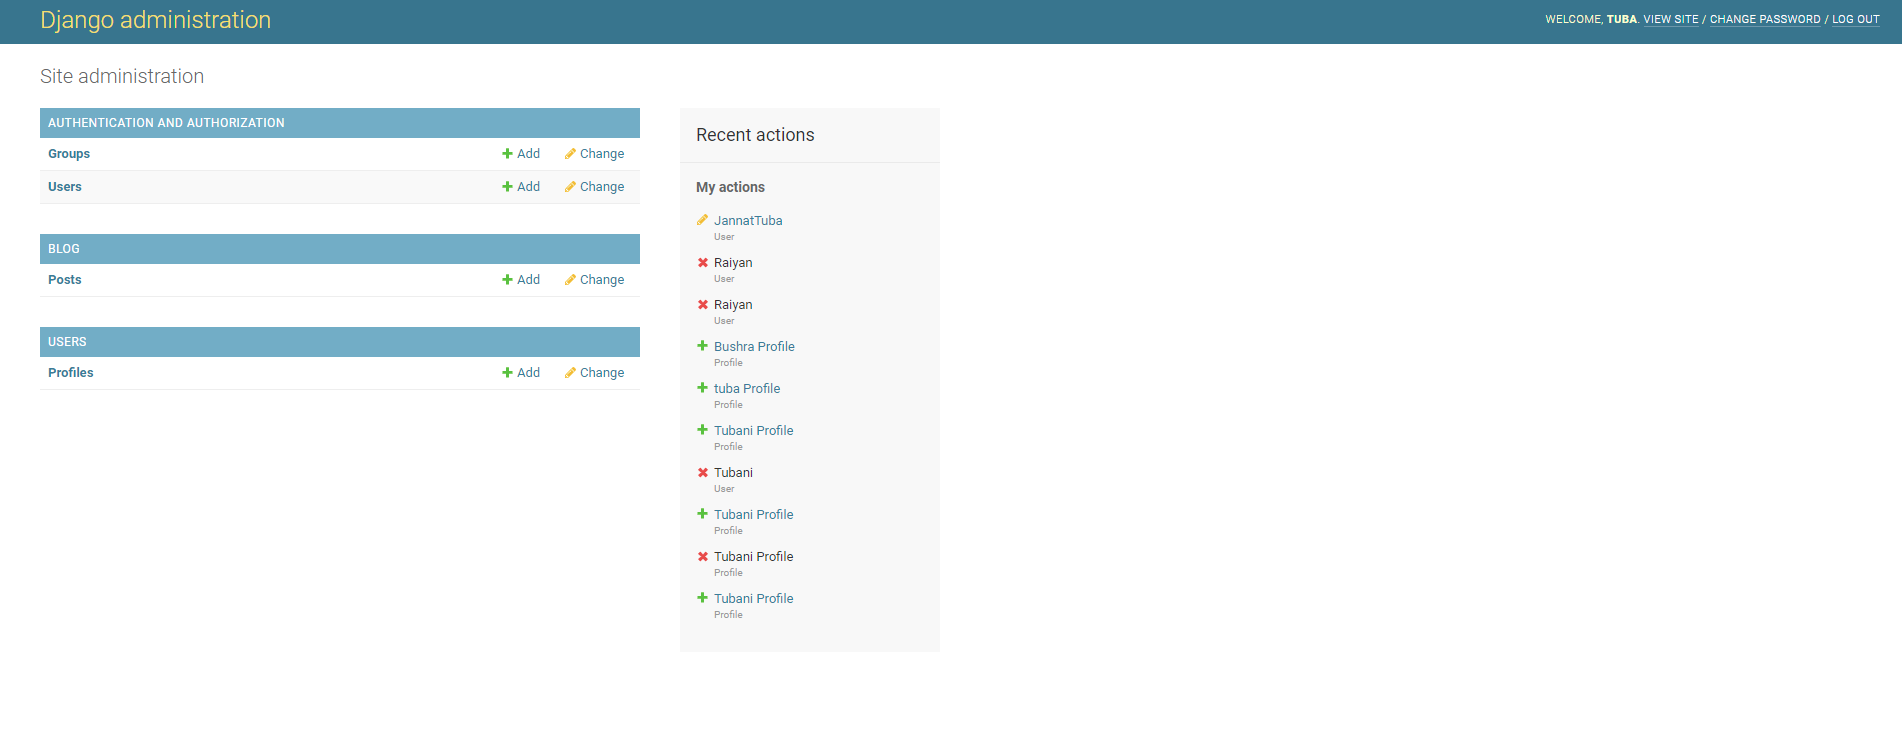 Django administration
WELCOME, TUBA. VIEW SITE / CHANGE PASSWORD / LOG OUT
Site administration
AUTHENTICATION AND AUTHORIZATION
Groups Add Change
Users Add Change
BLOG
Posts Add Change
USERS
Profiles Add Change
Recent actions
My actions
JannatTuba
User
Raiyan
User
Raiyan
User
Bushra Profile
Profile
tuba Profile
Profile
Tubani Profile
Profile
Tubani
User
Tubani Profile
Profile
Tubani Profile
Profile
Tubani Profile
Profile